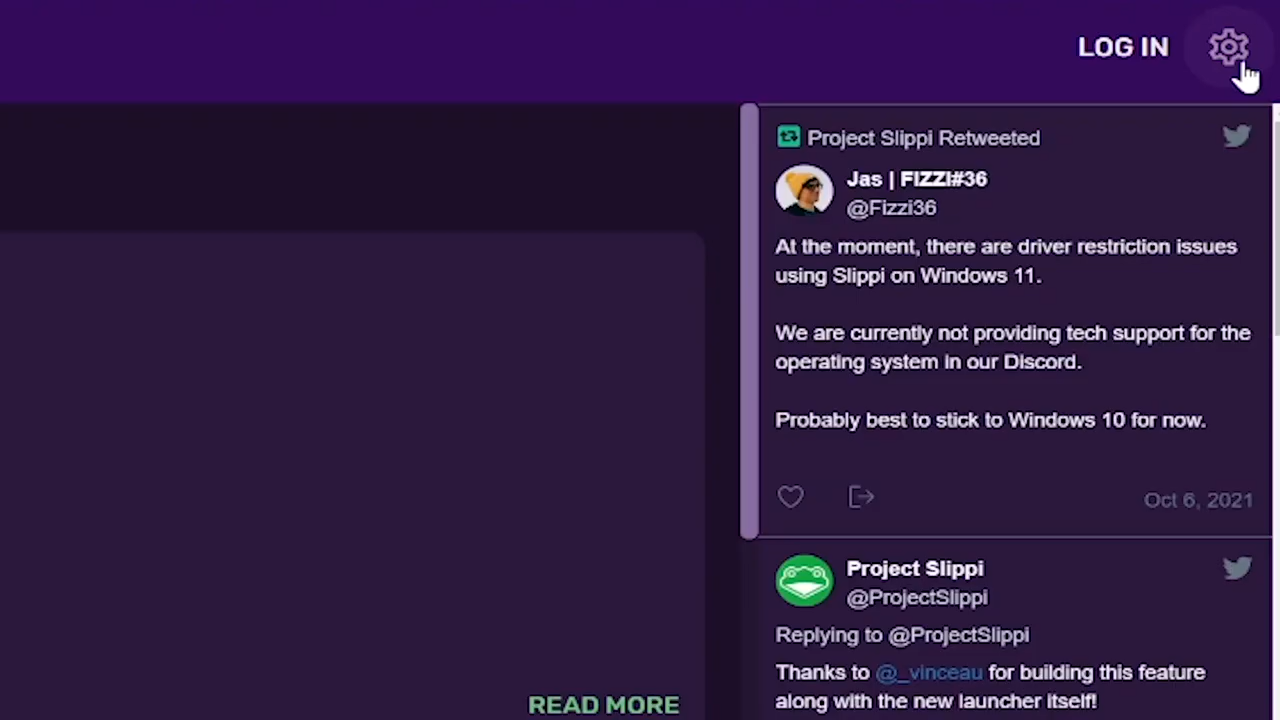 LOG IN
Project Slippi Retweeted
Jas | FIZZI#36
@Fizzi36
At the moment, there are driver restriction issues
using Slippi on Windows 11.
We are currently not providing tech support for the
operating system in our Discord.
Probably best to stick to Windows 10 for now.
Oct 6, 2021
Project Slippi
@ProjectSlippi
Replying to @ProjectSlippi
Thanks to @_vinceau for building this feature
along with the new launcher itself!
READ MORE